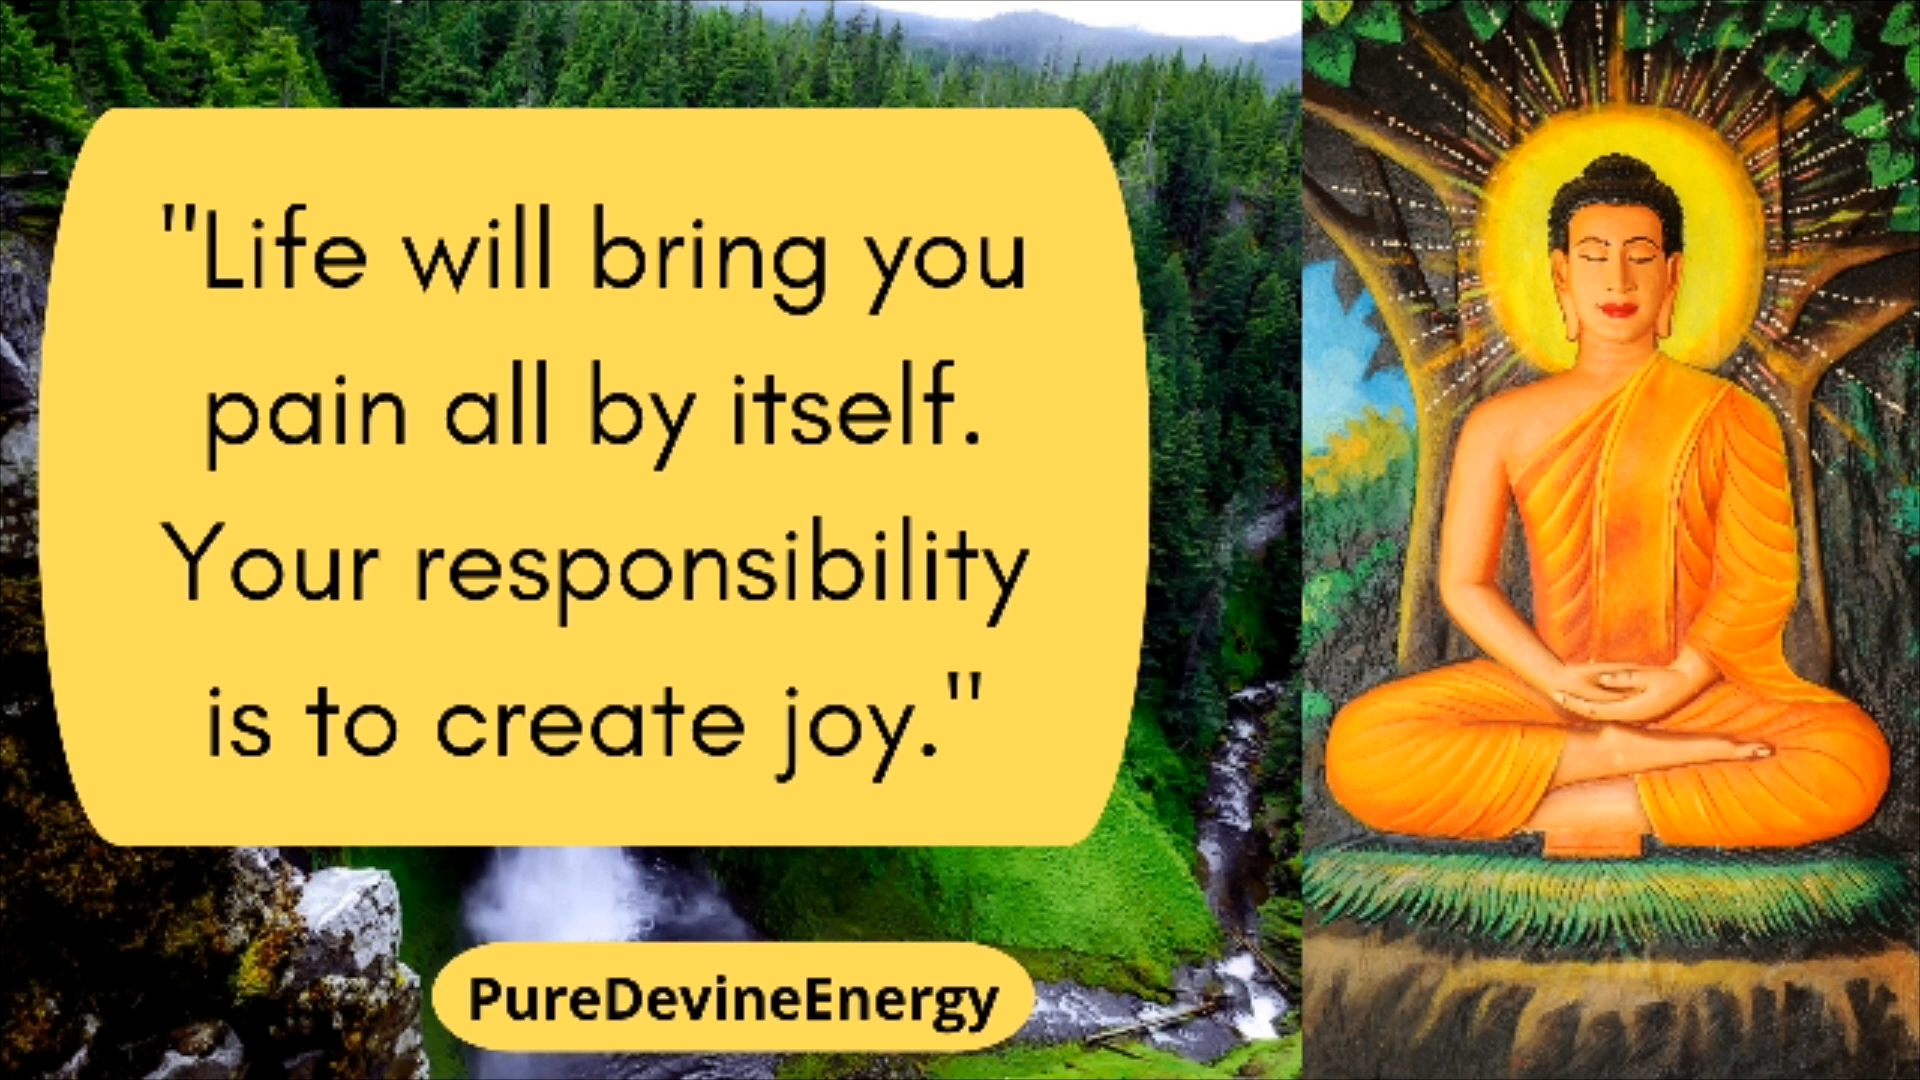 "Life will bring you
pain all by itself.
Your responsibility
is to create joy."
PureDevineEnergy